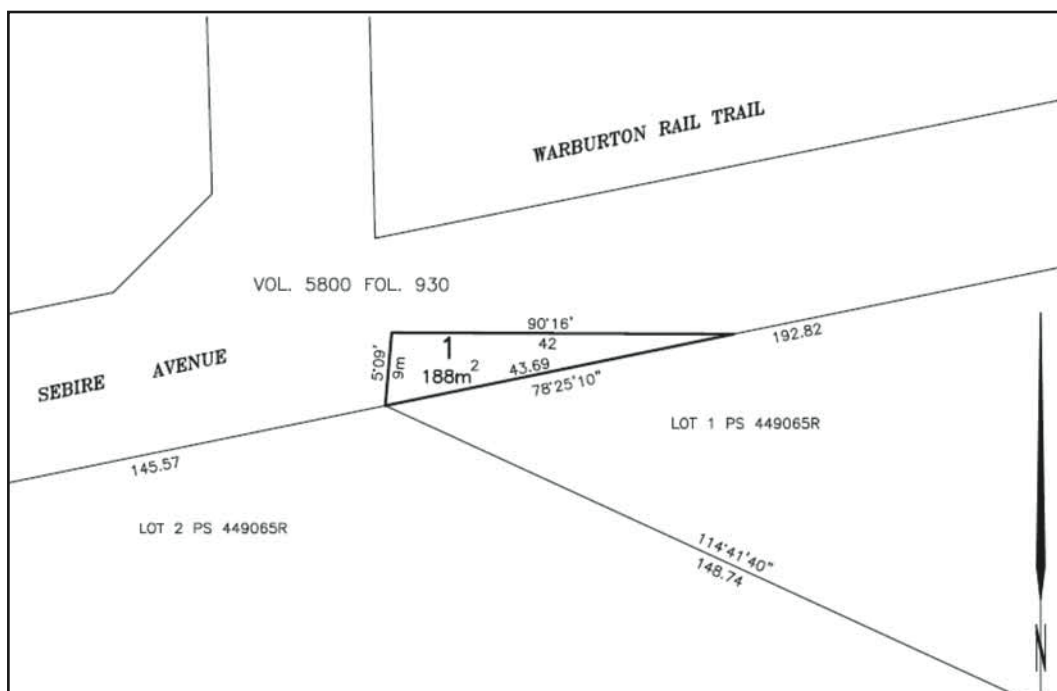 WARBURTON RAIL TRAIL
VOL. 5800 FOL. 930
90°16'
42
1
188m²
5°09'
9m
43.69
78°25'10"
192.82
SEBIRE AVENUE
LOT 1 PS 449065R
145.57
LOT 2 PS 449065R
114°41'40"
148.74
N